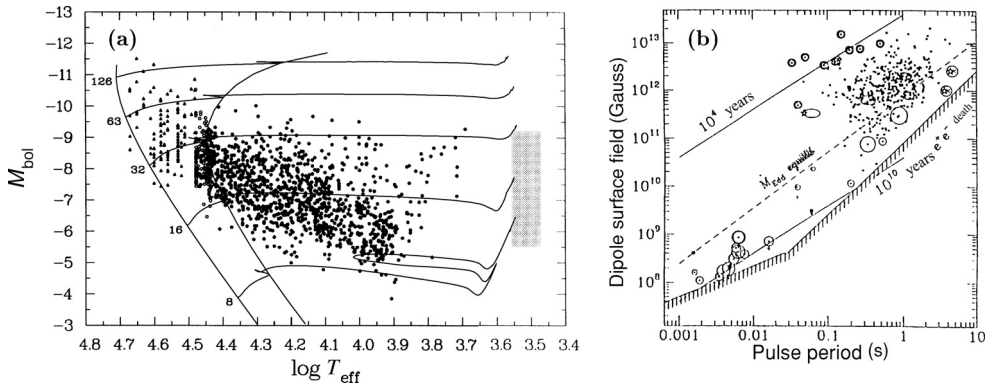 (a)
M_bol
−13
−12
−11
−10
−9
−8
−7
−6
−5
−4
−3
126
63
32
16
8
4.8 4.7 4.6 4.5 4.4 4.3 4.2 4.1 4.0 3.9 3.8 3.7 3.6 3.5 3.4
log T_eff
(b)
Dipole surface field (Gauss)
10^13
10^12
10^11
10^10
10^9
10^8
10^4 years
Ṁ_Edd equilib
10^10 years
e⁺ e⁻ death
0.001 0.01 0.1 1 10
Pulse period (s)